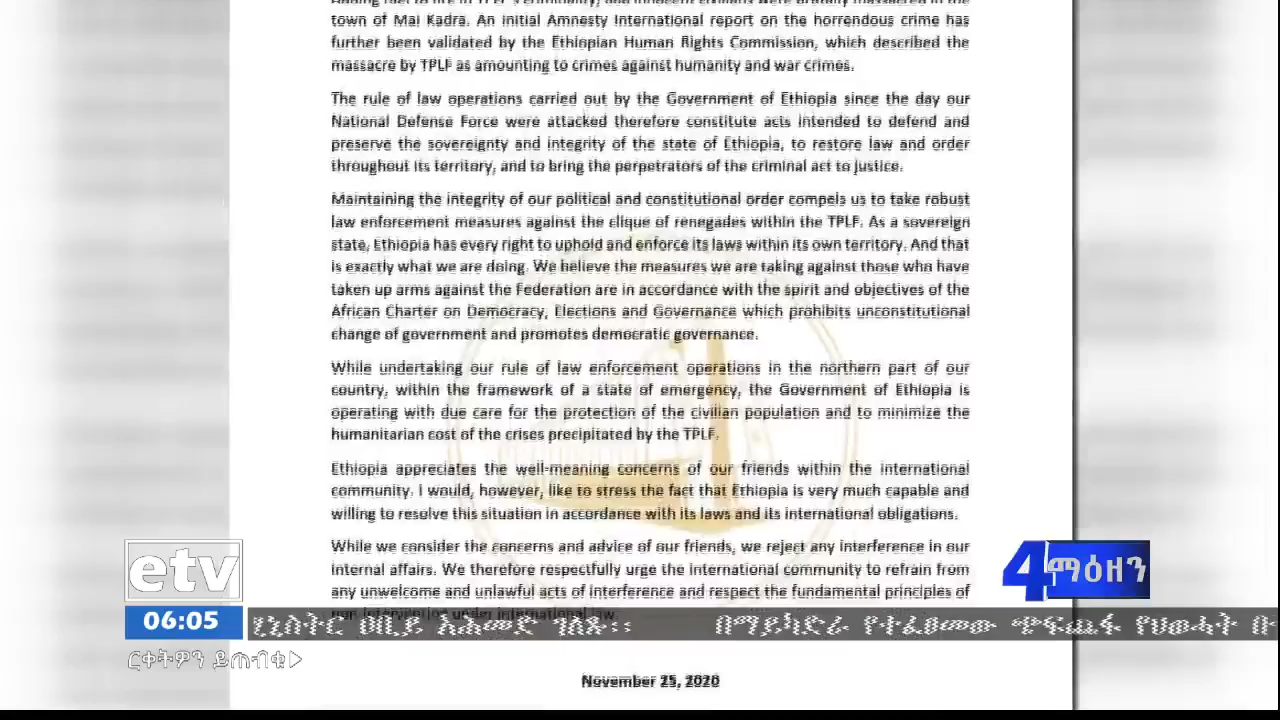 town of Mai Kadra. An initial Amnesty International report on the horrendous crime has
further been validated by the Ethiopian Human Rights Commission, which described the
massacre by TPLF as amounting to crimes against humanity and war crimes.
The rule of law operations carried out by the Government of Ethiopia since the day our
National Defense Force were attacked therefore constitute acts intended to defend and
preserve the sovereignty and integrity of the state of Ethiopia, to restore law and order
throughout its territory, and to bring the perpetrators of the criminal act to justice.
Maintaining the integrity of our political and constitutional order compels us to take robust
law enforcement measures against the clique of renegades within the TPLF. As a sovereign
state, Ethiopia has every right to uphold and enforce its laws within its own territory. And that
is exactly what we are doing. We believe the measures we are taking against those who have
taken up arms against the Federation are in accordance with the spirit and objectives of the
African Charter on Democracy, Elections and Governance which prohibits unconstitutional
change of government and promotes democratic governance.
While undertaking our rule of law enforcement operations in the northern part of our
country, within the framework of a state of emergency, the Government of Ethiopia is
operating with due care for the protection of the civilian population and to minimize the
humanitarian cost of the crises precipitated by the TPLF.
Ethiopia appreciates the well-meaning concerns of our friends within the international
community. I would, however, like to stress the fact that Ethiopia is very much capable and
willing to resolve this situation in accordance with its laws and its international obligations.
While we consider the concerns and advice of our friends, we reject any interference in our
internal affairs. We therefore respectfully urge the international community to refrain from
any unwelcome and unlawful acts of interference and respect the fundamental principles of
etv
4ማዕዘን
06:05
በማይካድራ የተፈፀመው ጭፍጨፋ የህወሓት
ርቀትዎን ይጠብቁ
November 25, 2020